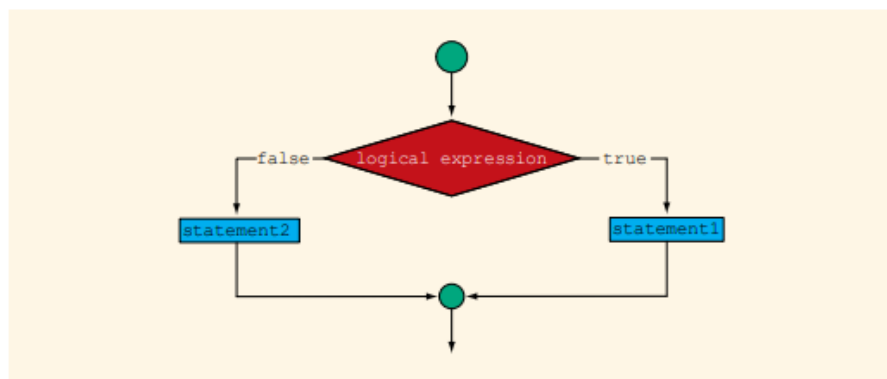 false
logical expression
true
statement2
statement1